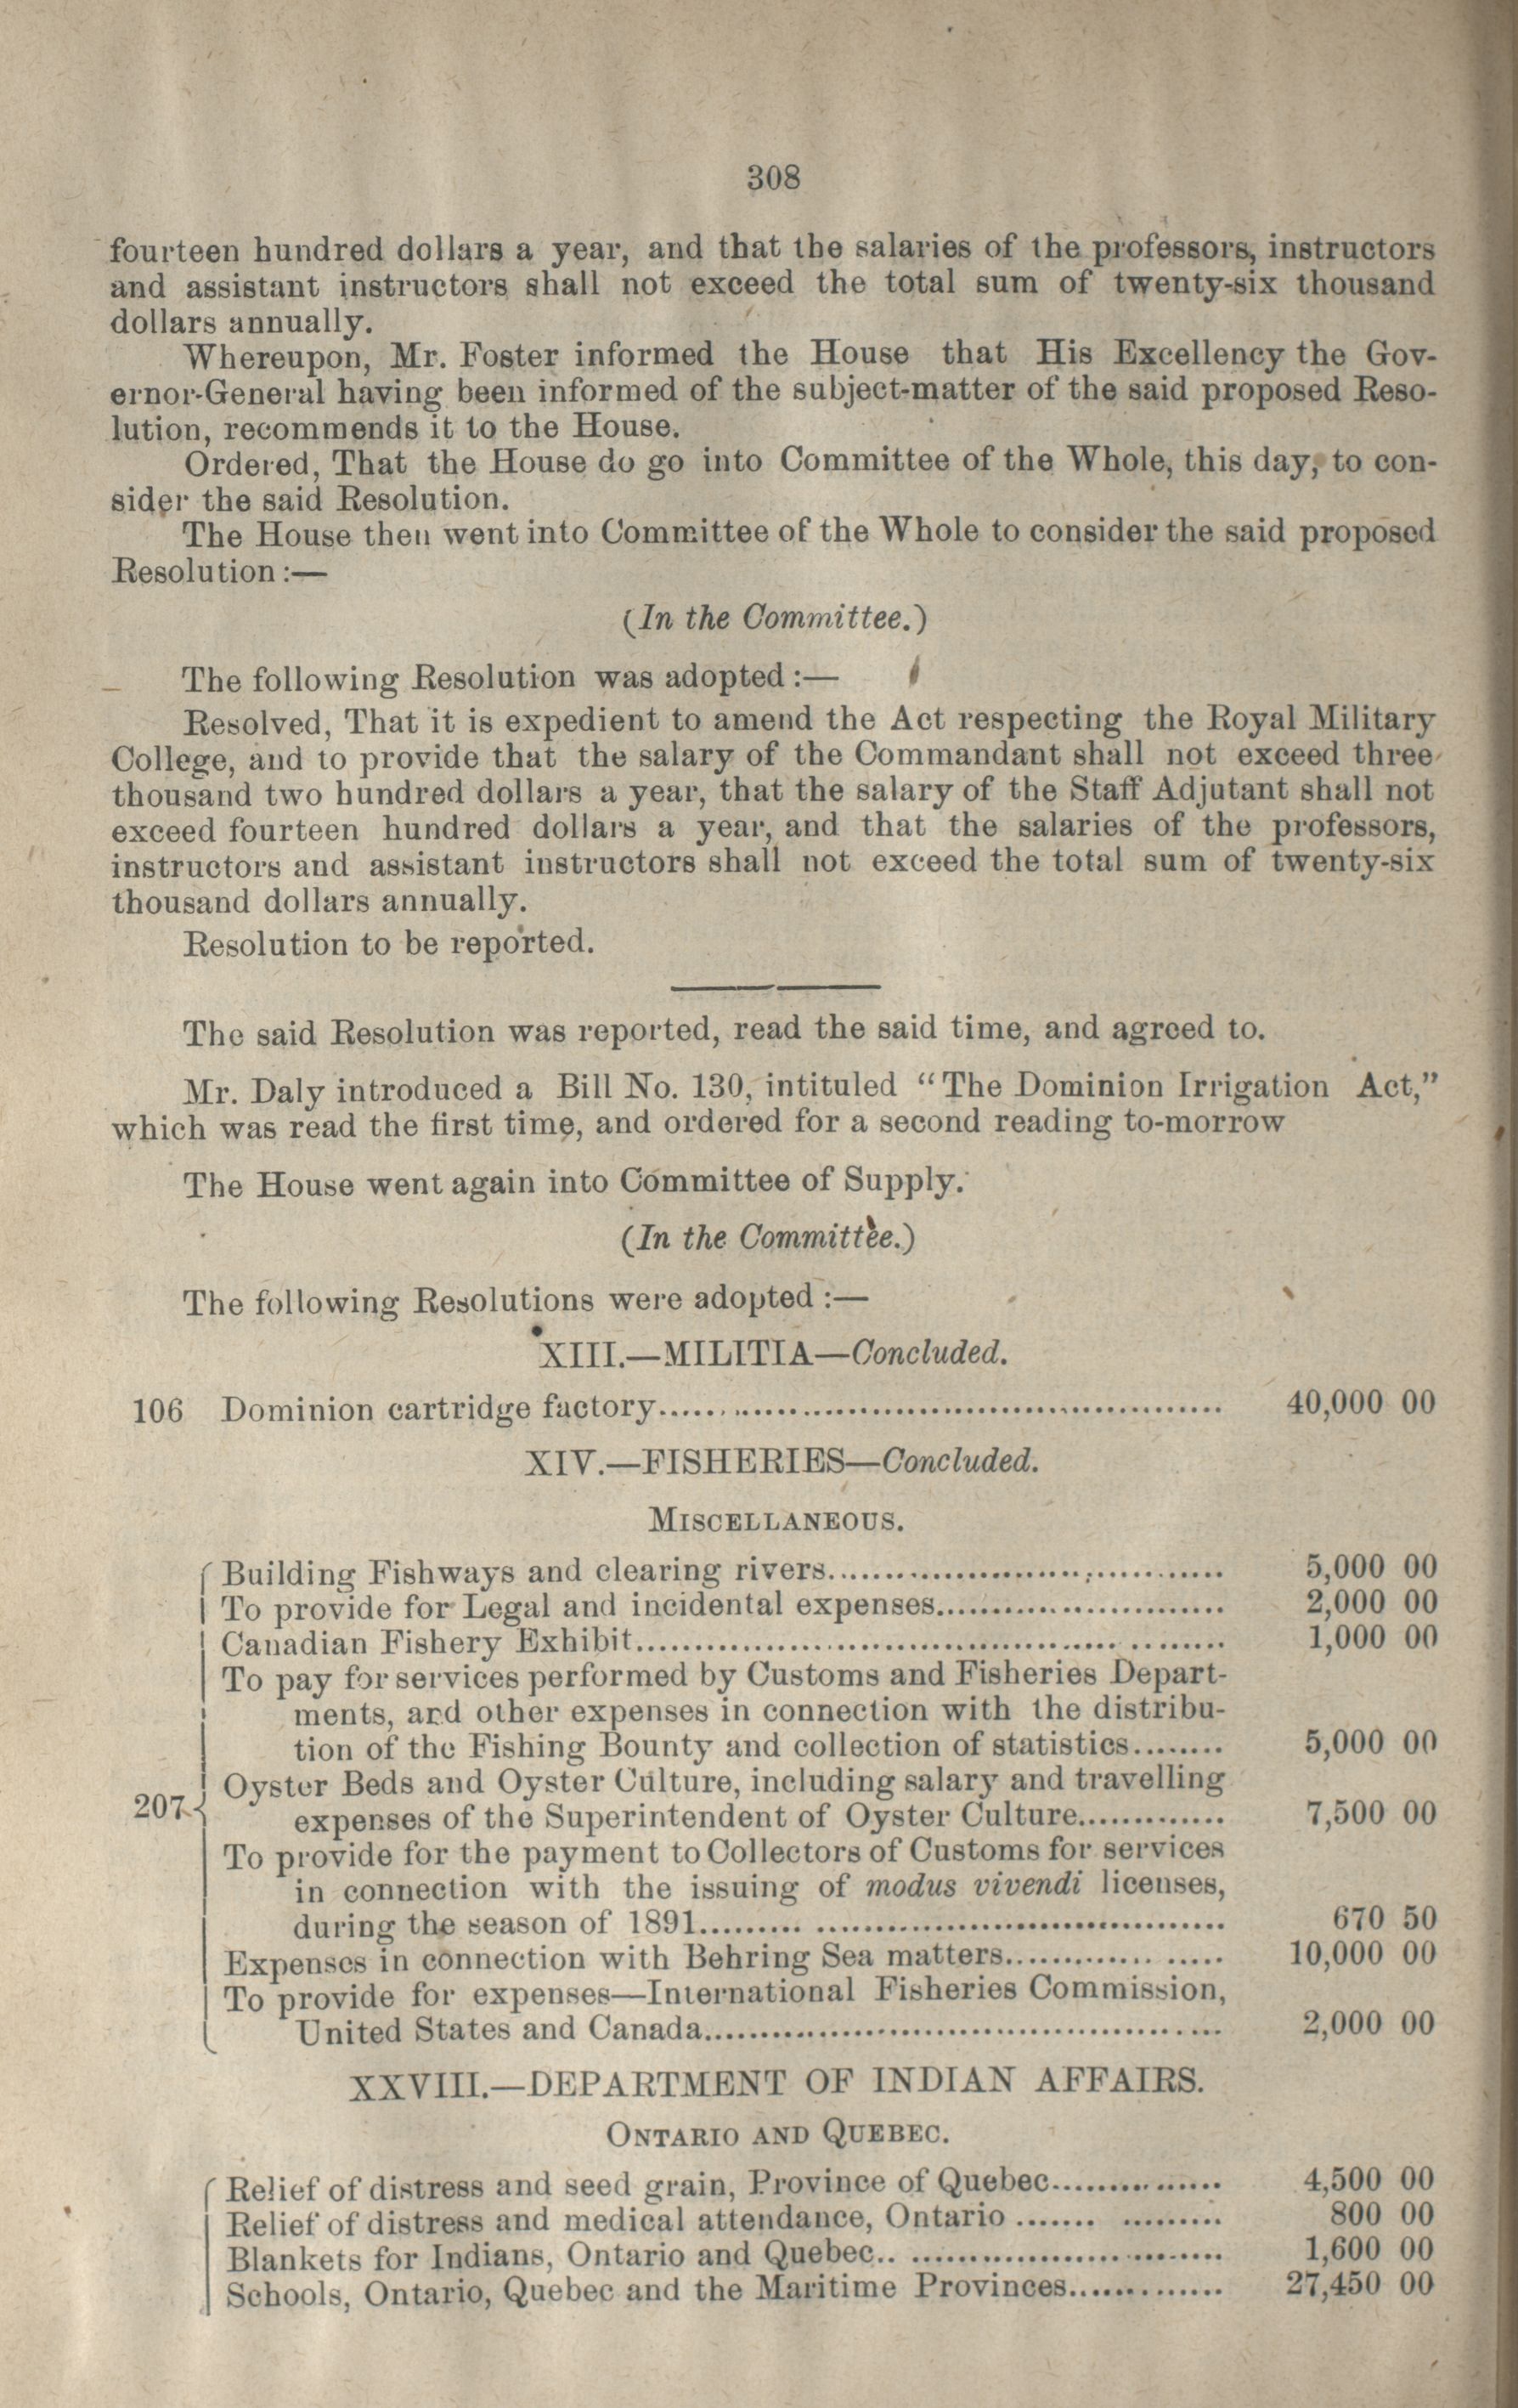 308
fourteen hundred dollars a year, and that the salaries of the professors, instructors
and assistant instructors shall not exceed the total sum of twenty-six thousand
dollars annually.
Whereupon, Mr. Foster informed the House that His Excellency the Gov-
ernor-General having been informed of the subject-matter of the said proposed Reso-
lution, recommends it to the House.
Ordered, That the House do go into Committee of the Whole, this day, to con-
sider the said Resolution.
The House then went into Committee of the Whole to consider the said proposed
Resolution :—
(In the Committee.)
The following Resolution was adopted :—
Resolved, That it is expedient to amend the Act respecting the Royal Military
College, and to provide that the salary of the Commandant shall not exceed three
thousand two hundred dollars a year, that the salary of the Staff Adjutant shall not
exceed fourteen hundred dollars a year, and that the salaries of the professors,
instructors and assistant instructors shall not exceed the total sum of twenty-six
thousand dollars annually.
Resolution to be reported.
The said Resolution was reported, read the said time, and agreed to.
Mr. Daly introduced a Bill No. 130, intituled "The Dominion Irrigation Act,"
which was read the first time, and ordered for a second reading to-morrow
The House went again into Committee of Supply.
(In the Committee.)
The following Resolutions were adopted :—
XIII.—MILITIA—Concluded.
106 Dominion cartridge factory........................................ 40,000 00
XIV.—FISHERIES—Concluded.
MISCELLANEOUS.
Building Fishways and clearing rivers........................................ 5,000 00
To provide for Legal and incidental expenses............................ 2,000 00
Canadian Fishery Exhibit........................................ 1,000 00
To pay for services performed by Customs and Fisheries Depart-
ments, and other expenses in connection with the distribu-
tion of the Fishing Bounty and collection of statistics......... 5,000 00
Oyster Beds and Oyster Culture, including salary and travelling
207 expenses of the Superintendent of Oyster Culture............. 7,500 00
To provide for the payment to Collectors of Customs for services
in connection with the issuing of modus vivendi licenses,
during the season of 1891........................................ 670 50
Expenses in connection with Behring Sea matters.................. 10,000 00
To provide for expenses—International Fisheries Commission,
United States and Canada........................................ 2,000 00
XXVIII.—DEPARTMENT OF INDIAN AFFAIRS.
ONTARIO AND QUEBEC.
Relief of distress and seed grain, Province of Quebec............... 4,500 00
Relief of distress and medical attendance, Ontario ................ 800 00
Blankets for Indians, Ontario and Quebec.............................. 1,600 00
Schools, Ontario, Quebec and the Maritime Provinces.............. 27,450 00